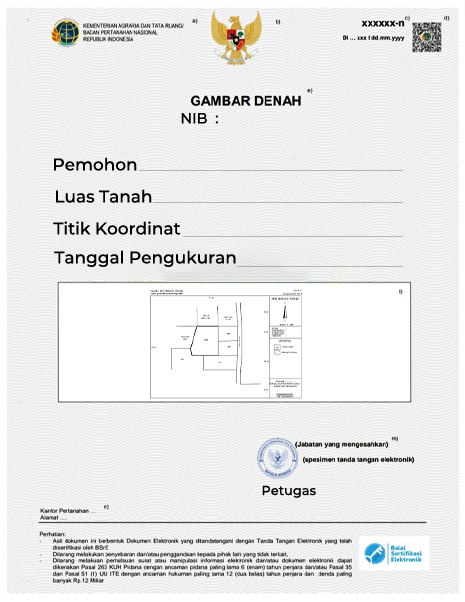 KEMENTERIAN AGRARIA DAN TATA RUANG/
BADAN PERTANAHAN NASIONAL
REPUBLIK INDONESIA
a)
b)
xxxxxx-n c)
d)
DI ... xxx I dd.mm.yyyy
GAMBAR DENAH e)
NIB :
Pemohon
Luas Tanah
Titik Koordinat
Tanggal Pengukuran
(Jabatan yang mengesahkan) m)
(spesimen tanda tangan elektronik)
Petugas
Kantor Pertanahan ... n)
Alamat ....
Perhatian:
- Asli dokumen ini berbentuk Dokumen Elektronik yang ditandatangani dengan Tanda Tangan Elektronik yang telah
disertifikasi oleh BSrE
- Dilarang melakukan penyebaran dan/atau penggandaan kepada pihak lain yang tidak terkait,
- Dilarang melakuan pemalsuan surat atau manipulasi informasi elekronik dan/atau dokumen elektronik dapat
dikenakan Pasal 263 KUH Pidana dengan ancaman pidana paling lama 6 (enam) tahun penjara dan/atau Pasal 35
dan Pasal 51 (1) UU ITE dengan ancaman hukuman paling lama 12 (dua belas) tahun penjara dan denda paling
banyak Rp.12 Miliar
Balai
Sertifikasi
Elektronik